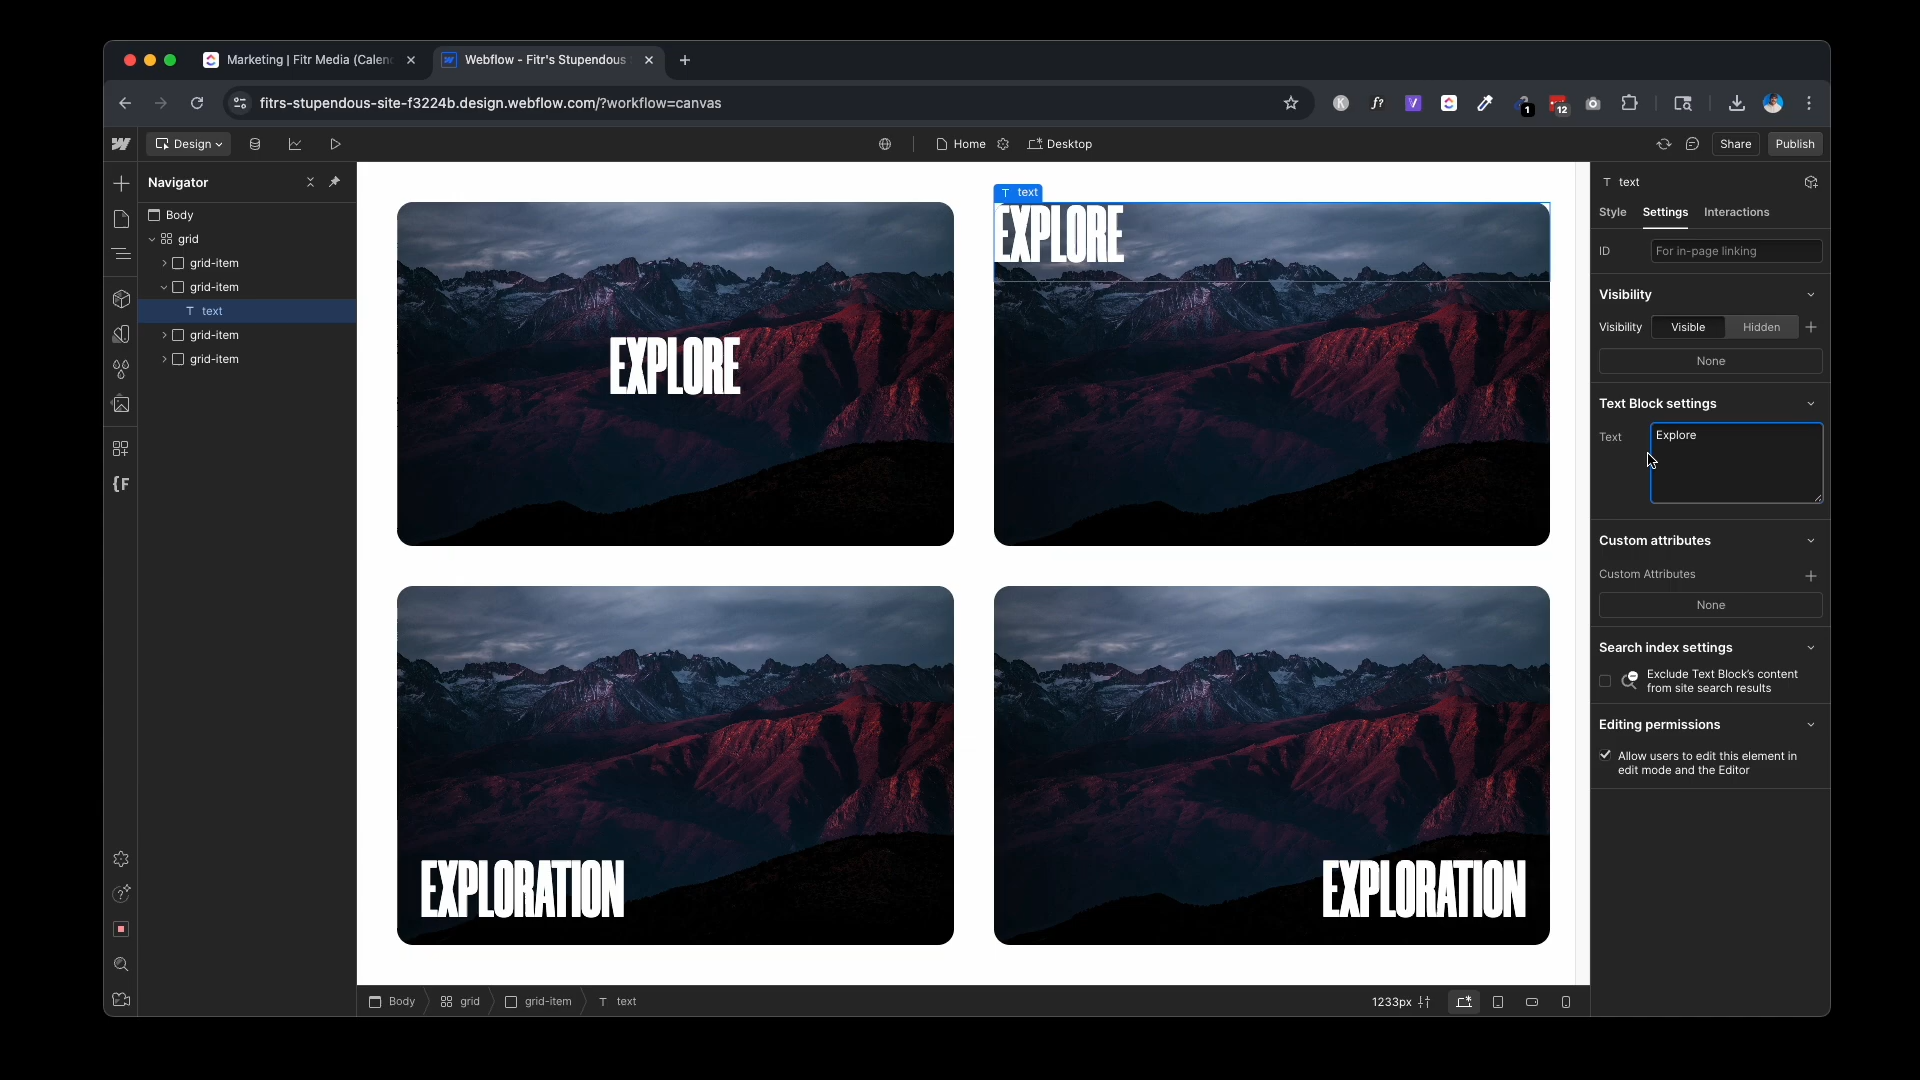 Marketing | Fitr Media (Calen
Webflow - Fitr's Stupendous
fitrs-stupendous-site-f3224b.design.webflow.com/?workflow=canvas
K
f?
V
1
12
Design
Home
Desktop
Share
Publish
Navigator
Body
grid
grid-item
grid-item
text
grid-item
grid-item
{F
text
EXPLORE
EXPLORE
EXPLORATION
EXPLORATION
text
Style
Settings
Interactions
ID
For in-page linking
Visibility
Visibility
Visible
Hidden
None
Text Block settings
Text
Explore
Custom attributes
Custom Attributes
None
Search index settings
Exclude Text Block's content
from site search results
Editing permissions
Allow users to edit this element in
edit mode and the Editor
Body
grid
grid-item
text
1233px